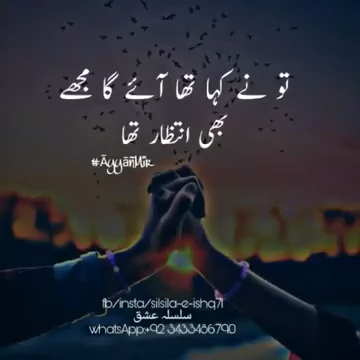 تو نے کہا تھا آئے گا مجھے
بھی انتظار تھا
#ÄyyäñMir
fb/insta/silsila-e-ishq71
سلسلہ عشق
whatsApp:+92 3433486790